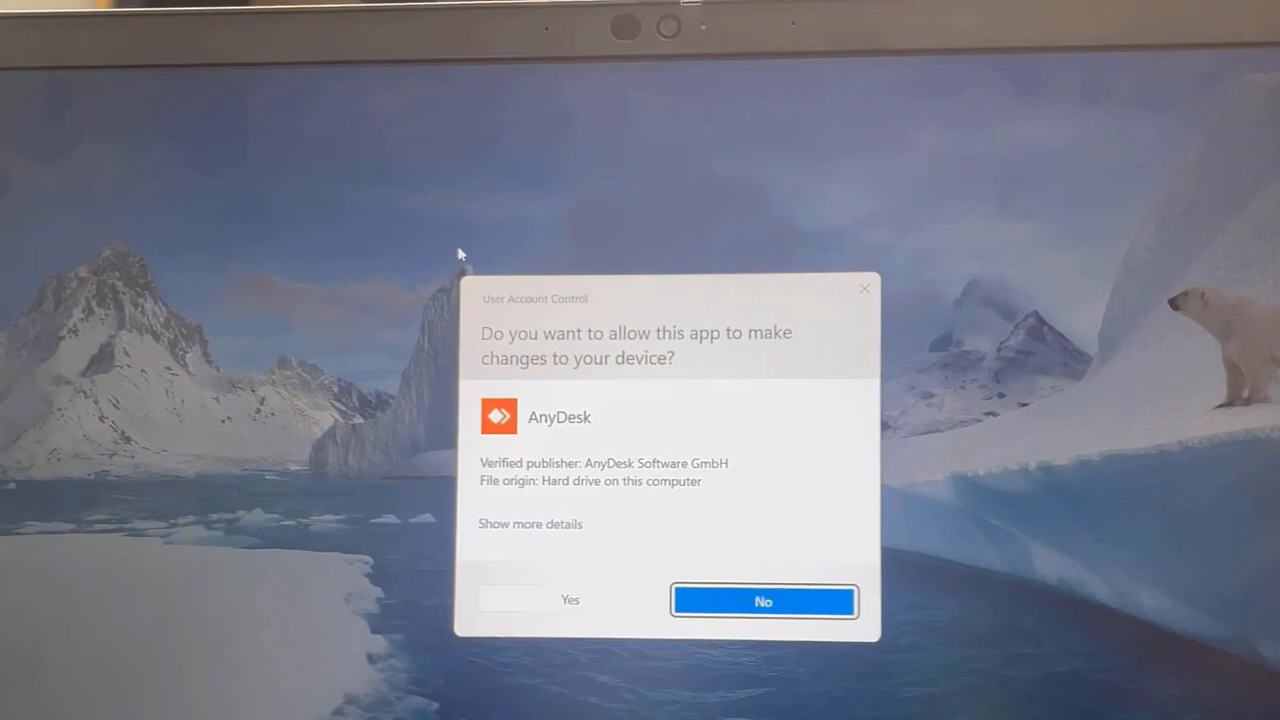 User Account Control
Do you want to allow this app to make
changes to your device?
AnyDesk
Verified publisher: AnyDesk Software GmbH
File origin: Hard drive on this computer
Show more details
Yes
No